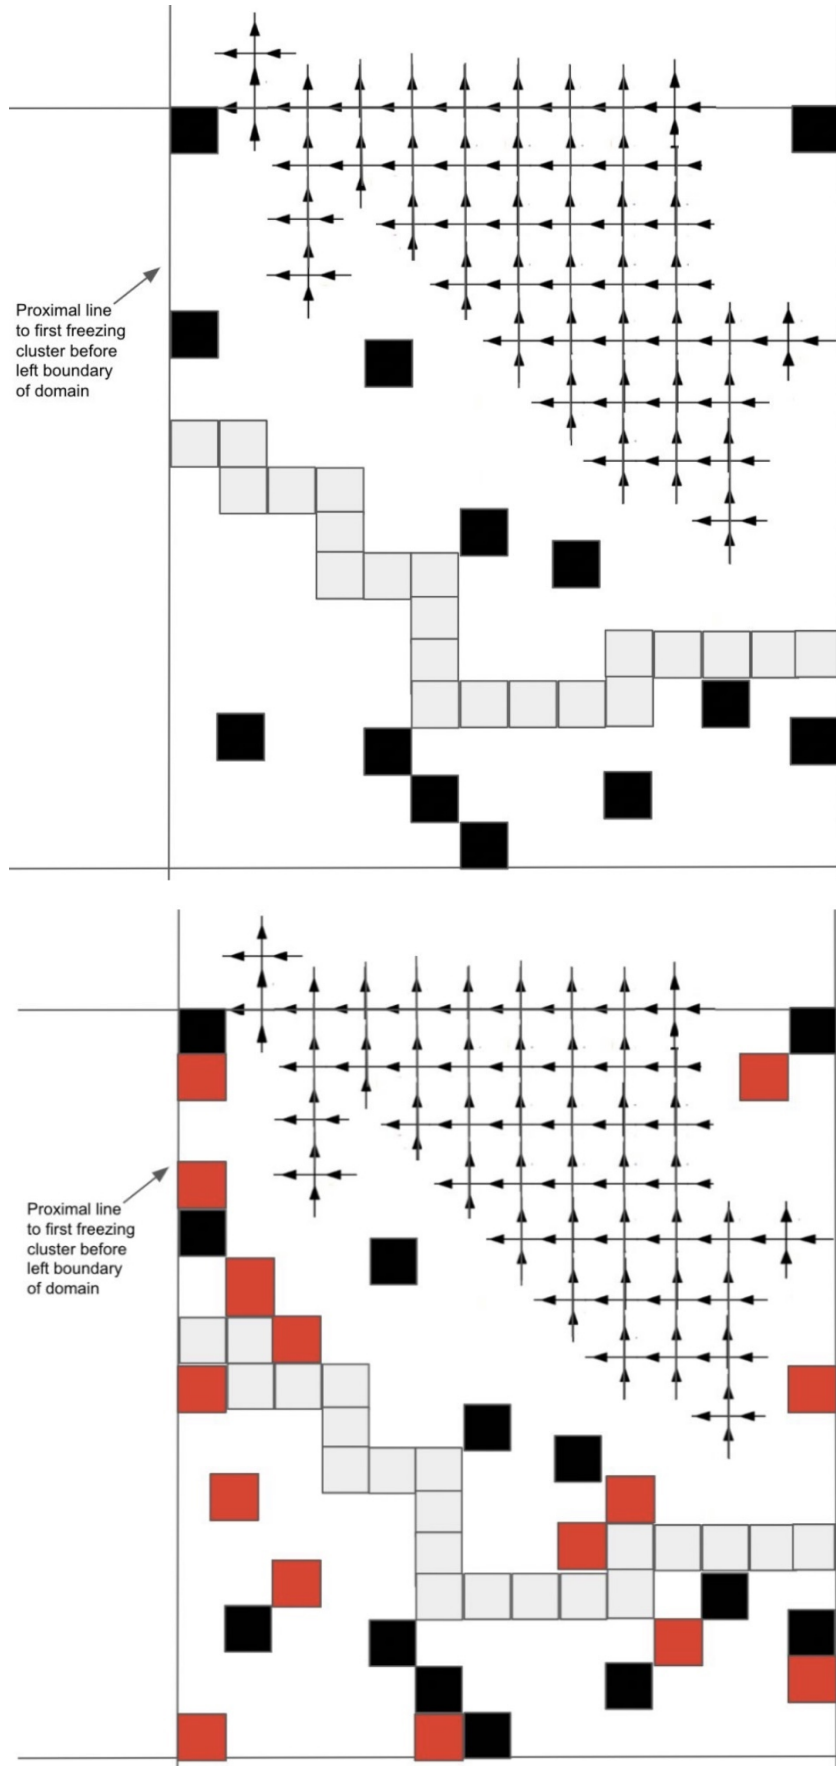 Proximal line
to first freezing
cluster before
left boundary
of domain
Proximal line
to first freezing
cluster before
left boundary
of domain